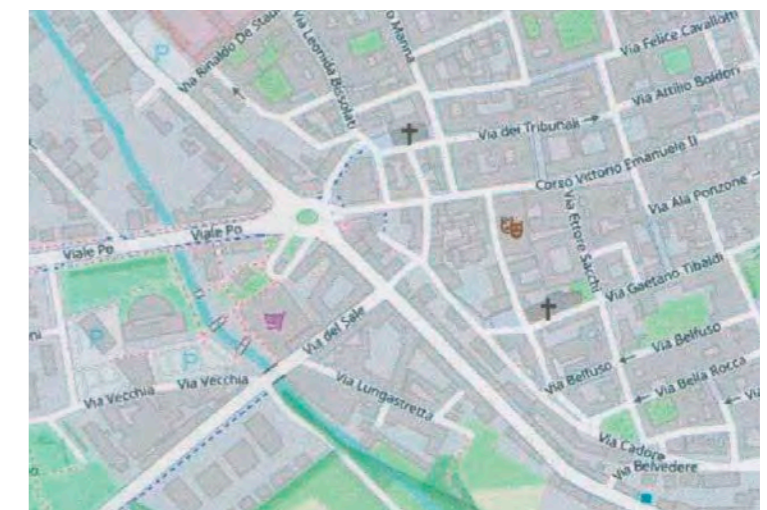 Via Felice Cavallotti
Via Leonida Bissolati
Manna
Via Rinaldo De
P
Via Attilio Boldori
Via dei Tribunali
Corso Vittorio Emanuele II
Via Ala Ponzone
Via Ettore Sacchi
Viale Po
Viale Po
Via Gaetano Tibaldi
P
P
Via del Sale
Via Belfuso
Via Belfuso
Via Bella Rocca
Via Vecchia
Via Vecchia
Via Lungastretta
Via Cadore
Via Belvedere